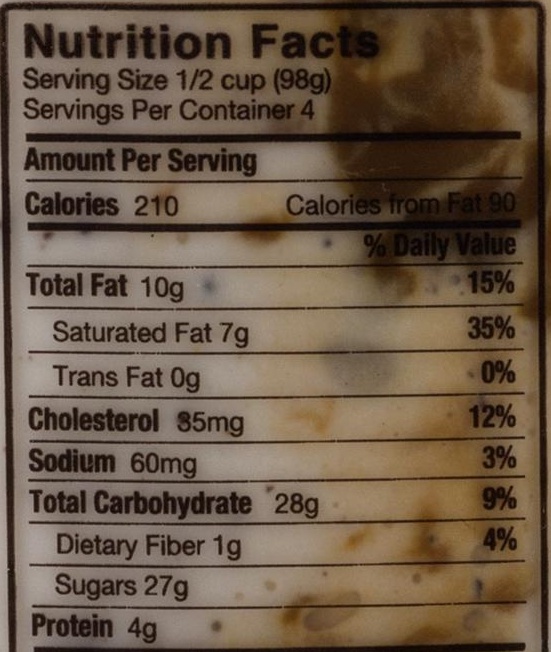 Nutrition Facts
Serving Size 1/2 cup (98g)
Servings Per Container 4
Amount Per Serving
Calories 210 Calories from Fat 90
% Daily Value
Total Fat 10g 15%
Saturated Fat 7g 35%
Trans Fat 0g 0%
Cholesterol 35mg 12%
Sodium 60mg 3%
Total Carbohydrate 28g 9%
Dietary Fiber 1g 4%
Sugars 27g
Protein 4g